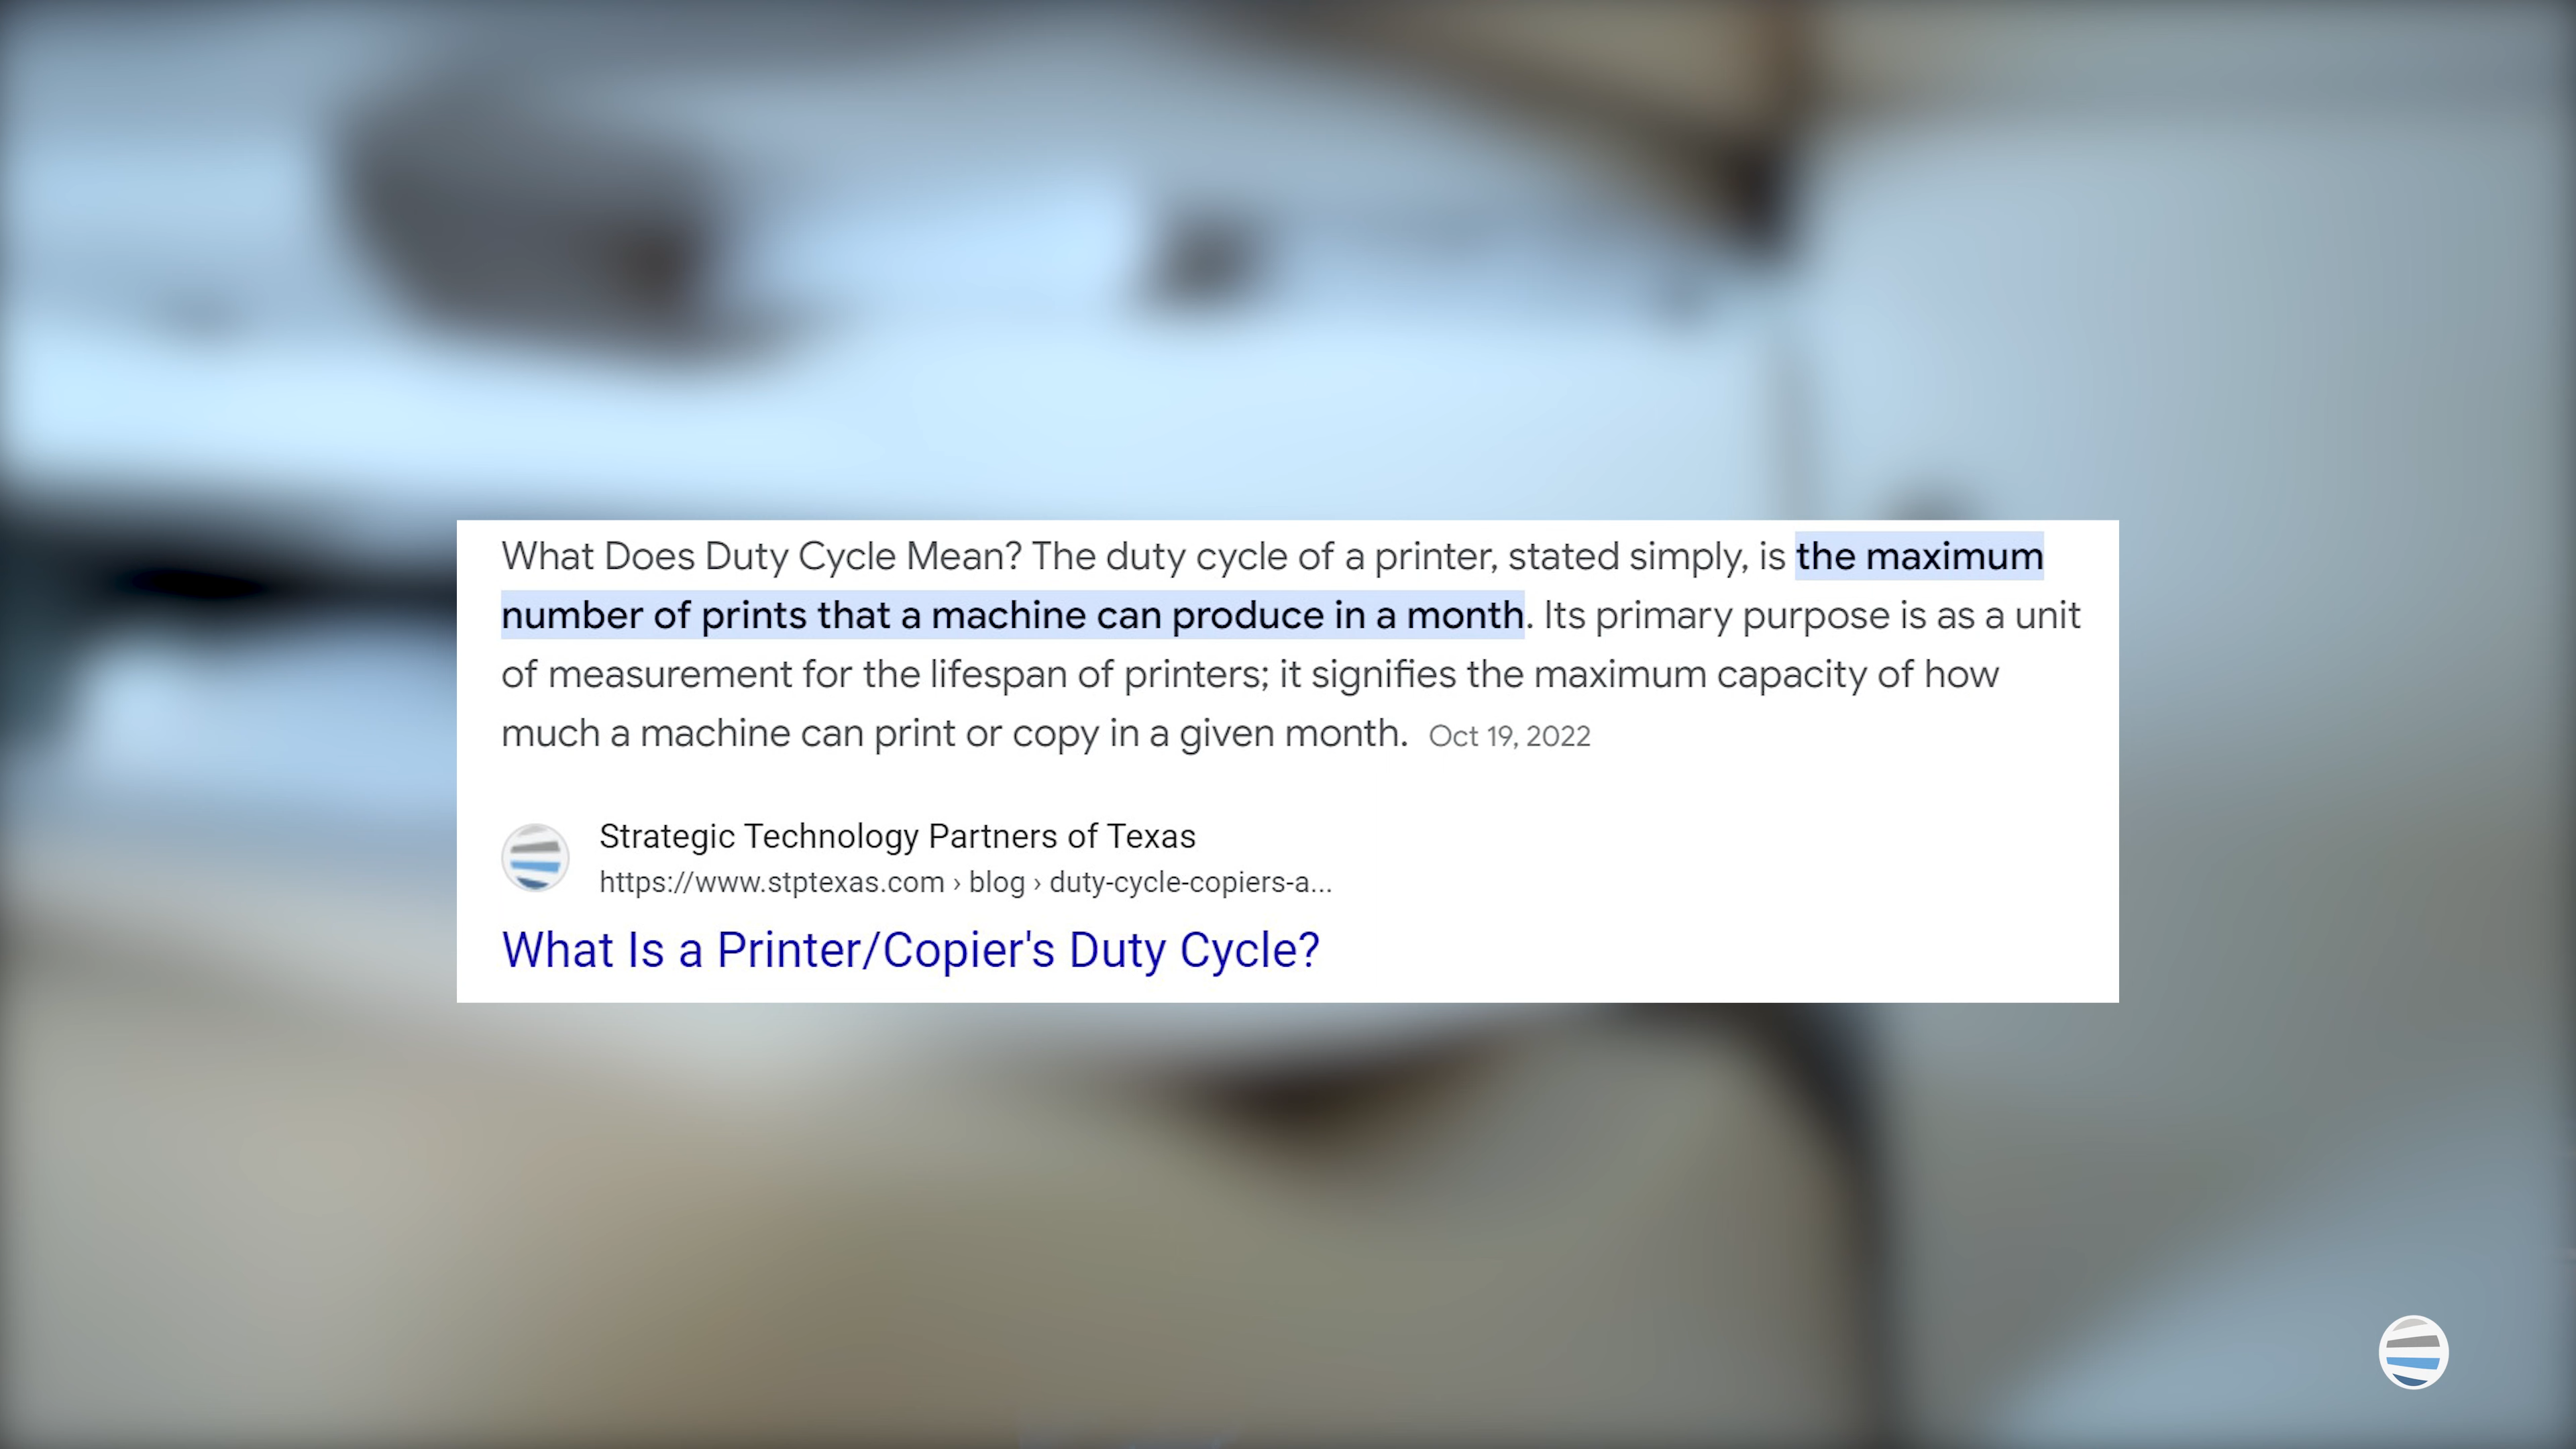 What Does Duty Cycle Mean? The duty cycle of a printer, stated simply, is the maximum
number of prints that a machine can produce in a month. Its primary purpose is as a unit
of measurement for the lifespan of printers; it signifies the maximum capacity of how
much a machine can print or copy in a given month. Oct 19, 2022
Strategic Technology Partners of Texas
https://www.stptexas.com › blog › duty-cycle-copiers-a...
What Is a Printer/Copier's Duty Cycle?